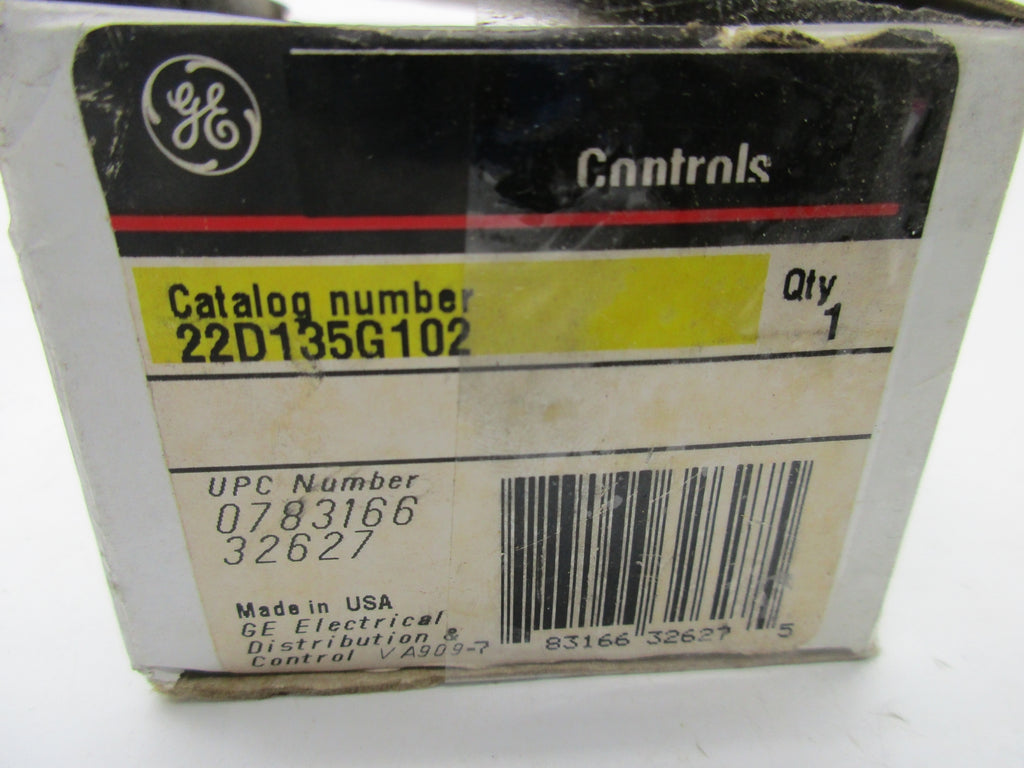 GE
Controls
Catalog number
22D135G102
Qty
1
UPC Number
0783166
32627
Made in USA
GE Electrical
Distribution &
Control VA909-7
7 83166 32627 5